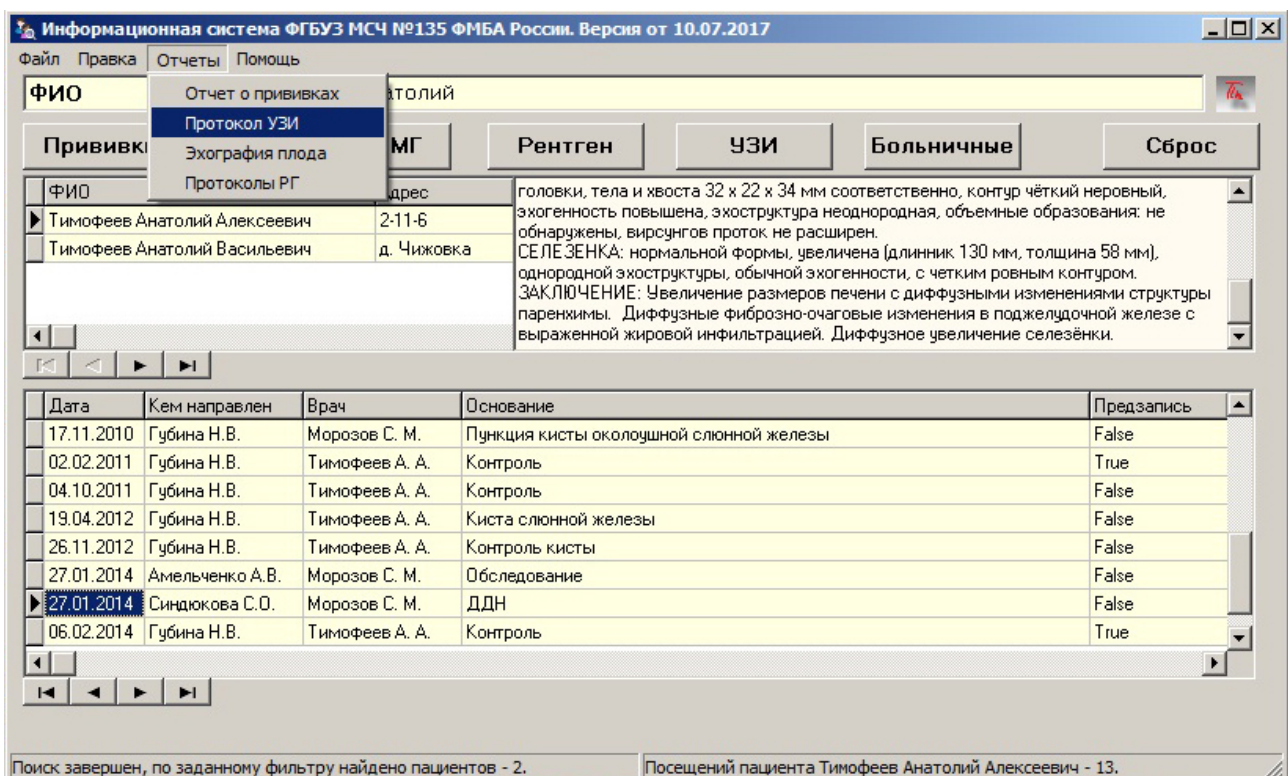 Информационная система ФГБУЗ МСЧ №135 ФМБА России. Версия от 10.07.2017
Файл Правка Отчеты Помощь
Отчет о прививках
Протокол УЗИ
Эхография плода
Протоколы РГ
ФИО атолий
Прививк МГ Рентген УЗИ Больничные Сброс
ФИО Адрес
Тимофеев Анатолий Алексеевич 2-11-6
Тимофеев Анатолий Васильевич д. Чижовка
головки, тела и хвоста 32 х 22 х 34 мм соответственно, контур чёткий неровный,
эхогенность повышена, эхоструктура неоднородная, объемные образования: не
обнаружены, вирсунгов проток не расширен.
СЕЛЕЗЕНКА: нормальной формы, увеличена (длинник 130 мм, толщина 58 мм),
однородной эхоструктуры, обычной эхогенности, с четким ровным контуром.
ЗАКЛЮЧЕНИЕ: Увеличение размеров печени с диффузными изменениями структуры
паренхимы. Диффузные фиброзно-очаговые изменения в поджелудочной железе с
выраженной жировой инфильтрацией. Диффузное увеличение селезёнки.
Дата Кем направлен Врач Основание Предзапись
17.11.2010 Губина Н.В. Морозов С. М. Пункция кисты околоушной слюнной железы False
02.02.2011 Губина Н.В. Тимофеев А. А. Контроль True
04.10.2011 Губина Н.В. Тимофеев А. А. Контроль False
19.04.2012 Губина Н.В. Тимофеев А. А. Киста слюнной железы False
26.11.2012 Губина Н.В. Тимофеев А. А. Контроль кисты False
27.01.2014 Амельченко А.В. Морозов С. М. Обследование False
27.01.2014 Синдюкова С.О. Морозов С. М. ДДН False
06.02.2014 Губина Н.В. Тимофеев А. А. Контроль True
Поиск завершен, по заданному фильтру найдено пациентов - 2. Посещений пациента Тимофеев Анатолий Алексеевич - 13.